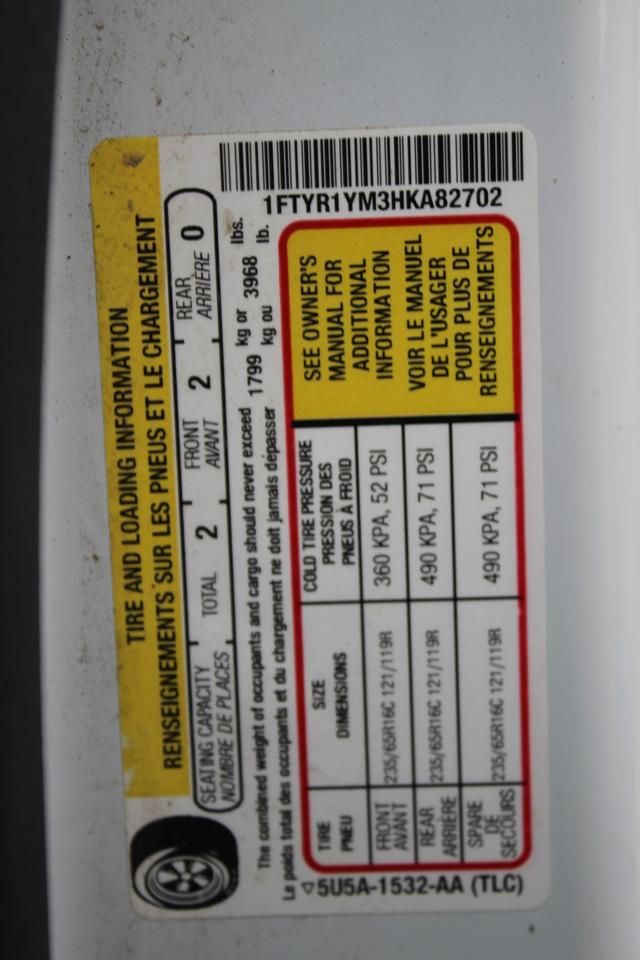 TIRE AND LOADING INFORMATION
RENSEIGNEMENTS SUR LES PNEUS ET LE CHARGEMENT
SEATING CAPACITY TOTAL 2 FRONT 2 REAR 0
NOMBRE DE PLACES AVANT ARRIÈRE
The combined weight of occupants and cargo should never exceed 1799 kg or 3968 lbs.
Le poids total des occupants et du chargement ne doit jamais dépasser kg ou lb.
1FTYR1YM3HKA82702
TIRE SIZE COLD TIRE PRESSURE
PNEU DIMENSIONS PRESSION DES
PNEUS À FROID
FRONT 235/65R16C 121/119R 360 KPA, 52 PSI
AVANT
REAR 235/65R16C 121/119R 490 KPA, 71 PSI
ARRIÈRE
SPARE 235/65R16C 121/119R 490 KPA, 71 PSI
DE
SECOURS
SEE OWNER'S
MANUAL FOR
ADDITIONAL
INFORMATION
VOIR LE MANUEL
DE L'USAGER
POUR PLUS DE
RENSEIGNEMENTS
5U5A-1532-AA (TLC)